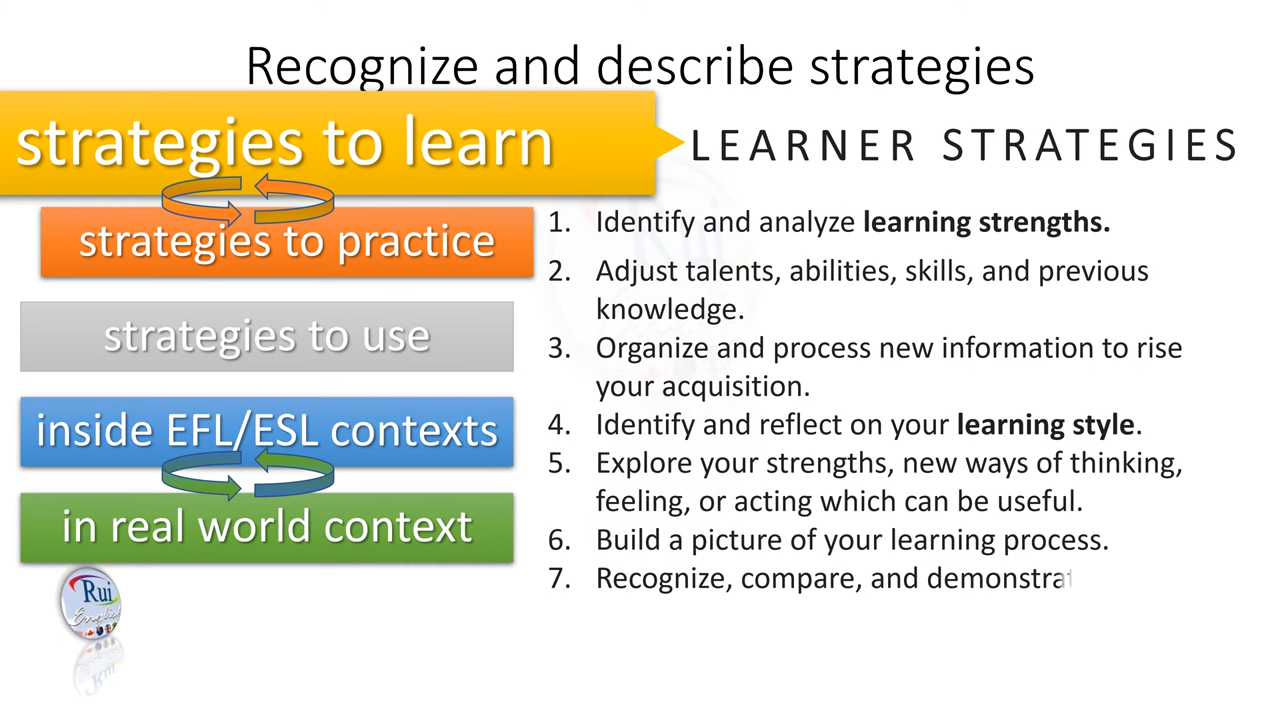 Recognize and describe strategies
strategies to learn
LEARNER STRATEGIES
strategies to practice
strategies to use
inside EFL/ESL contexts
in real world context
1. Identify and analyze learning strengths.
2. Adjust talents, abilities, skills, and previous
knowledge.
3. Organize and process new information to rise
your acquisition.
4. Identify and reflect on your learning style.
5. Explore your strengths, new ways of thinking,
feeling, or acting which can be useful.
6. Build a picture of your learning process.
7. Recognize, compare, and demonstrat
Rui
English